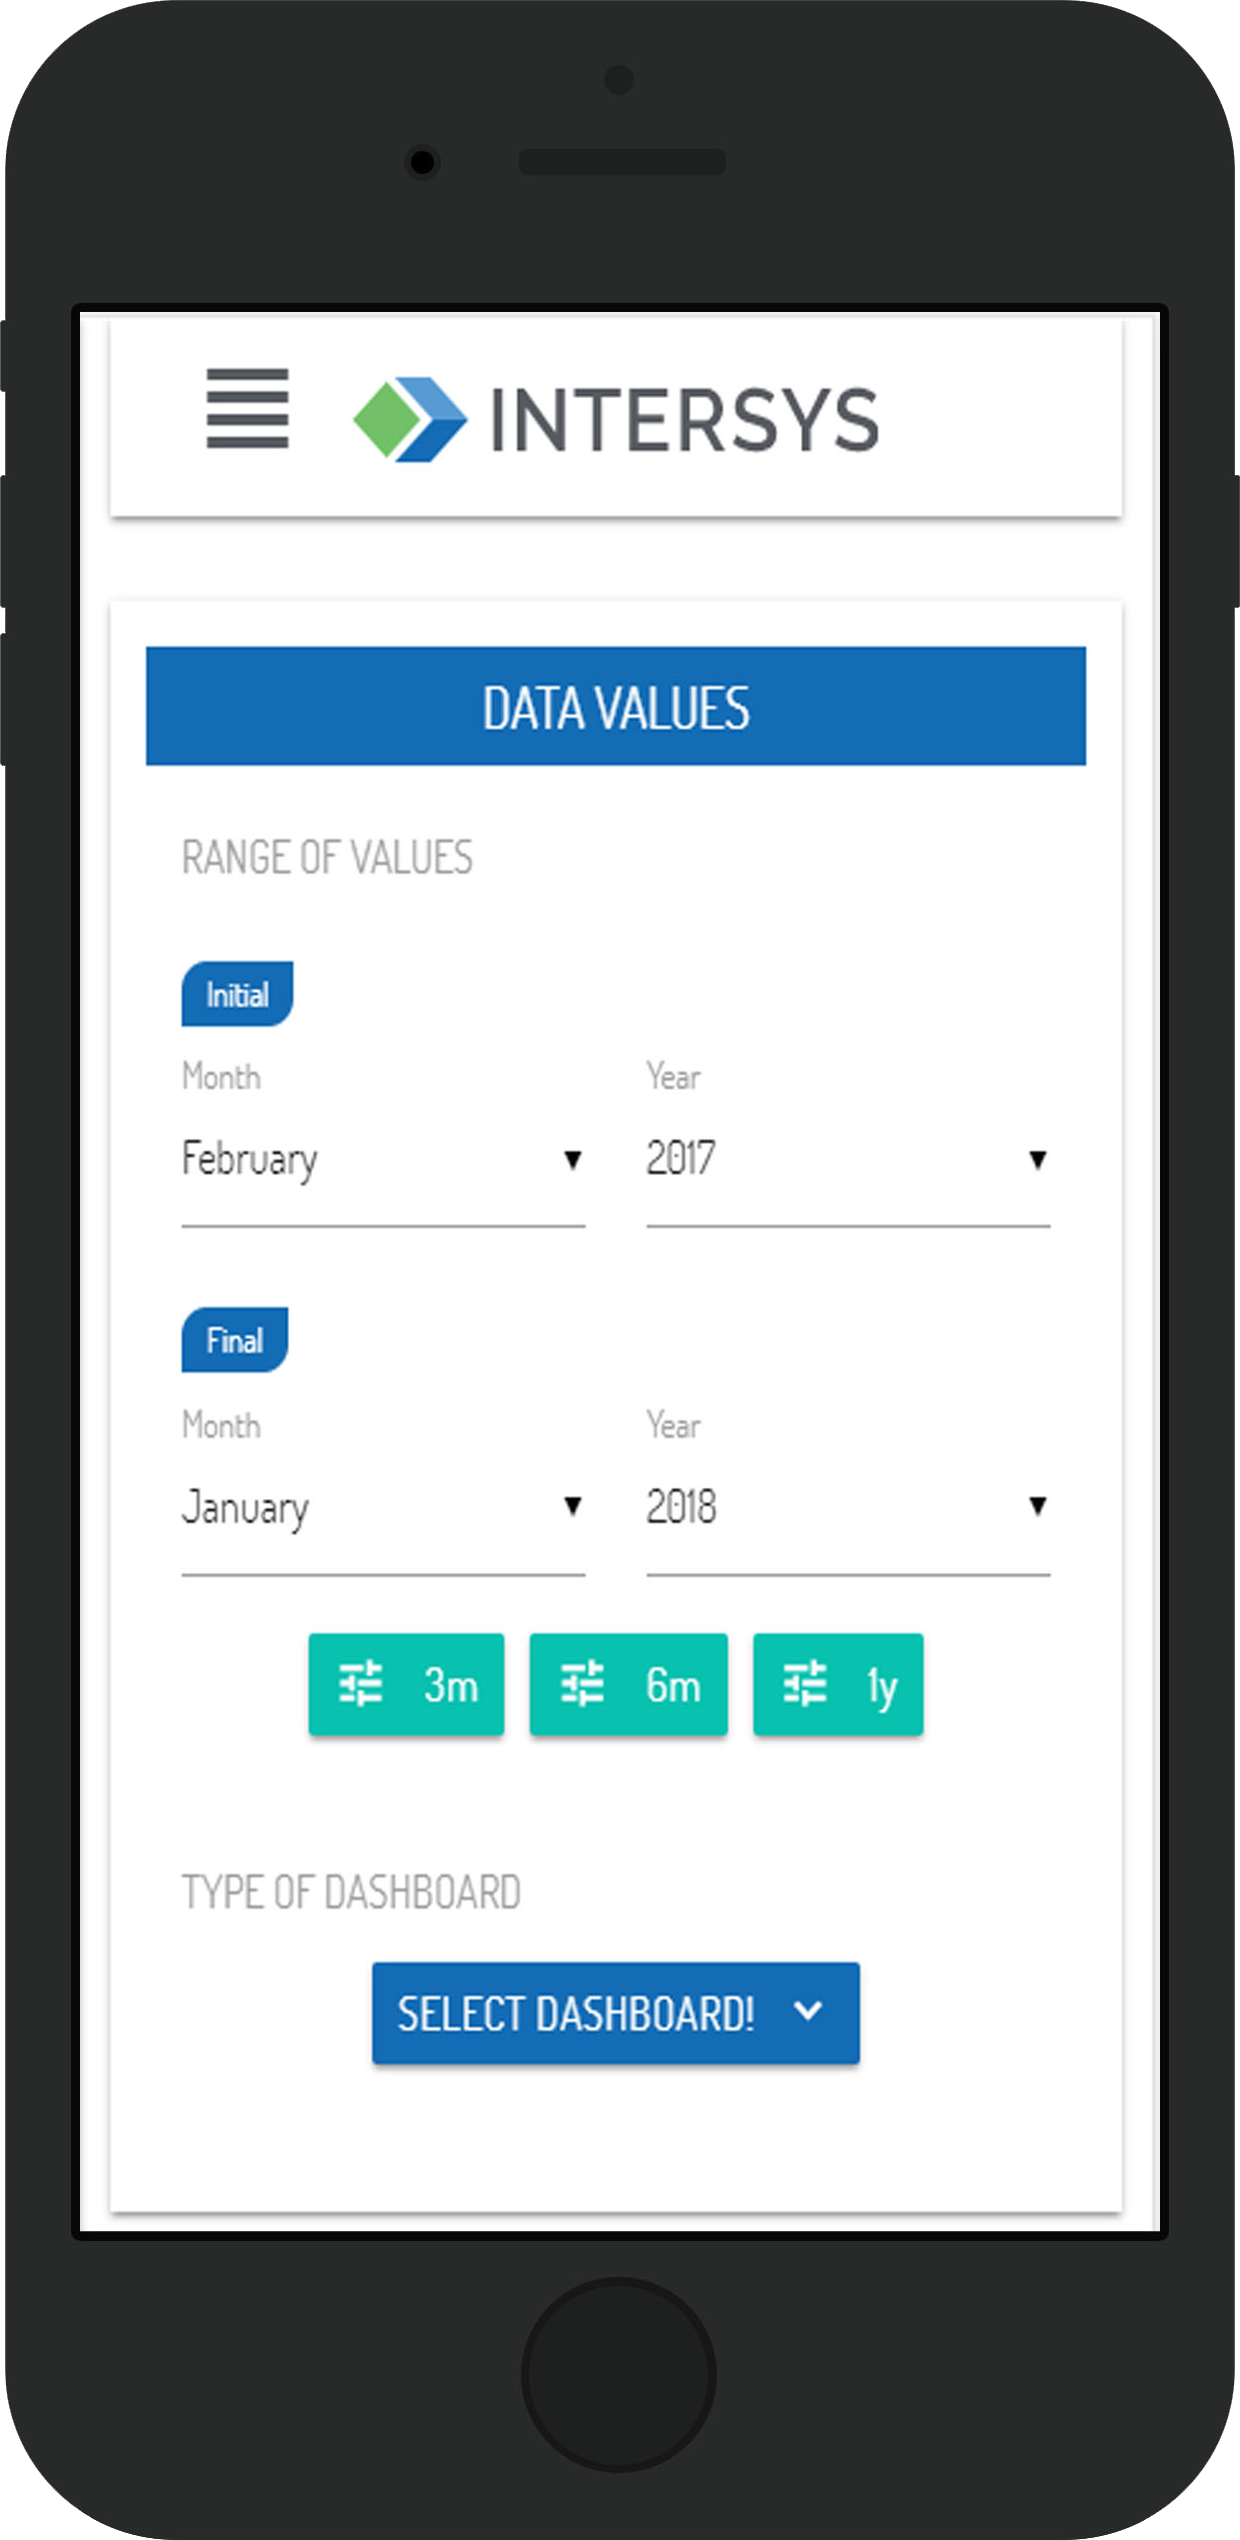 INTERSYS
DATA VALUES
RANGE OF VALUES
Initial
Month Year
February 2017
Final
Month Year
January 2018
3m 6m 1y
TYPE OF DASHBOARD
SELECT DASHBOARD!